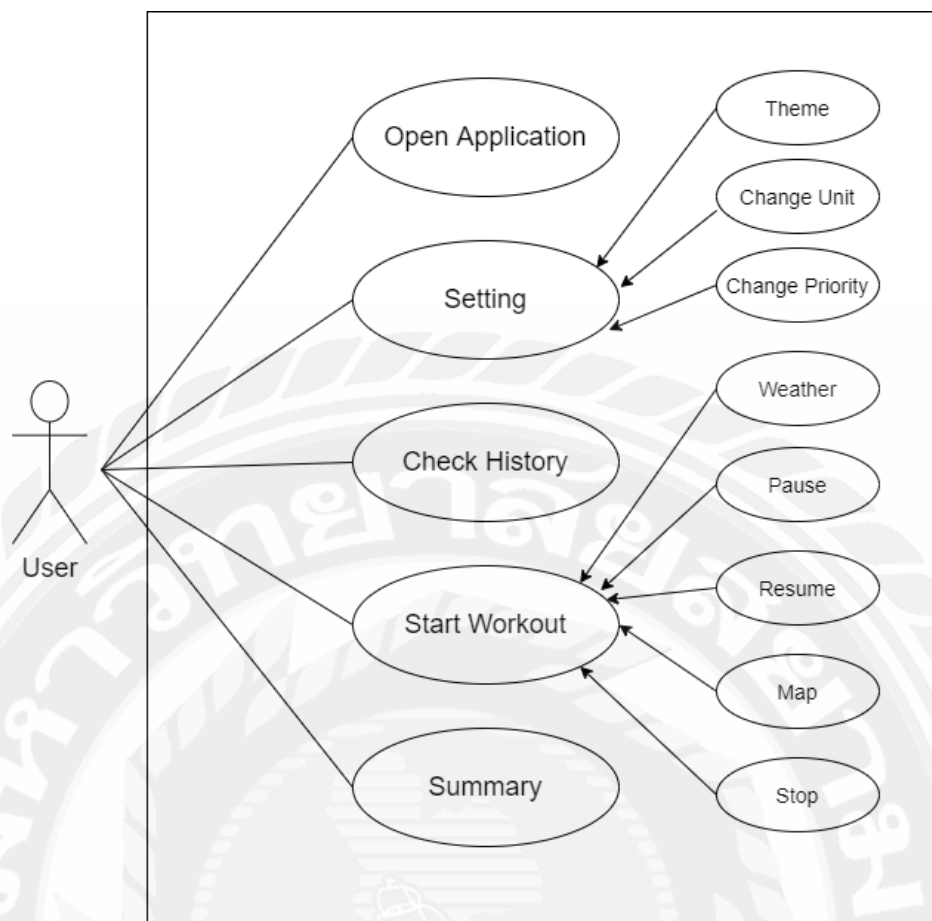 Open Application
Theme
Change Unit
Setting
Change Priority
Weather
Check History
Pause
User
Resume
Start Workout
Map
Summary
Stop